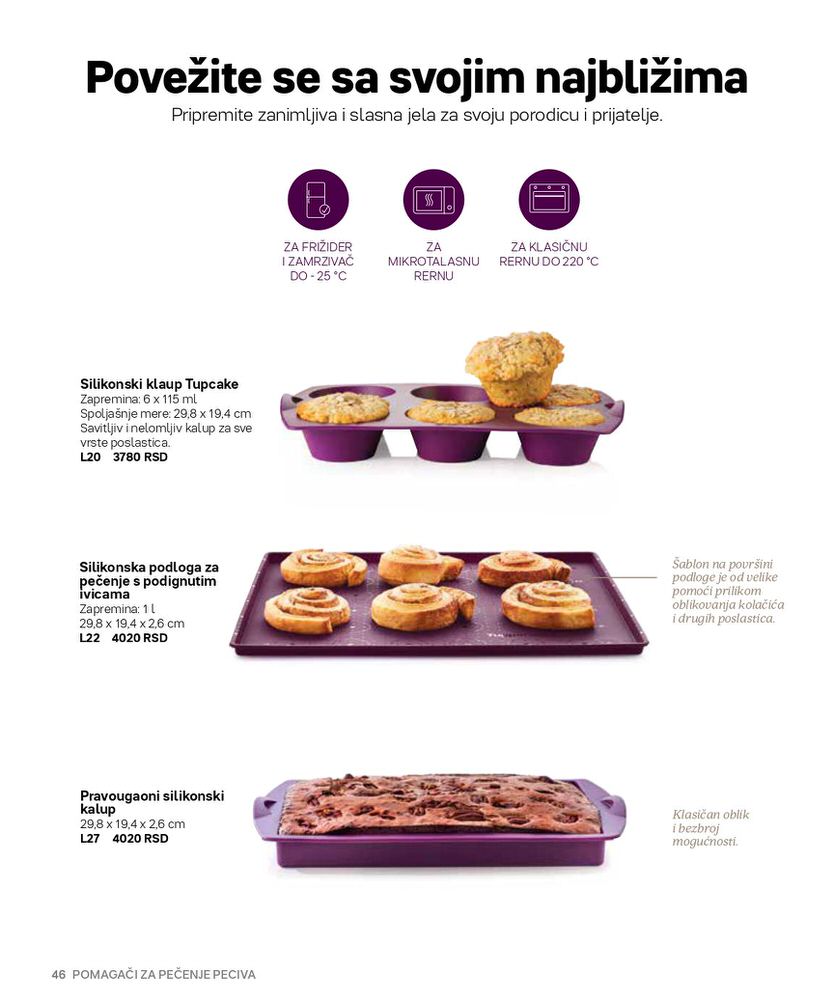 Povežite se sa svojim najbližima
Pripremite zanimljiva i slasna jela za svoju porodicu i prijatelje.
ZA FRIŽIDER
I ZAMRZIVAČ
DO - 25 °C
ZA
MIKROTALASNU
RERNU
ZA KLASIČNU
RERNU DO 220 °C
Silikonski klaup Tupcake
Zapremina: 6 x 115 ml
Spoljašnje mere: 29,8 x 19,4 cm
Savitljiv i nelomljiv kalup za sve
vrste poslastica.
L20 3780 RSD
Silikonska podloga za
pečenje s podignutim
ivicama
Zapremina: 1 l
29,8 x 19,4 x 2,6 cm
L22 4020 RSD
Šablon na površini
podloge je od velike
pomoći prilikom
oblikovanja kolačića
i drugih poslastica.
Pravougaoni silikonski
kalup
29,8 x 19,4 x 2,6 cm
L27 4020 RSD
Klasičan oblik
i bezbroj
mogućnosti.
46 POMAGAČI ZA PEČENJE PECIVA